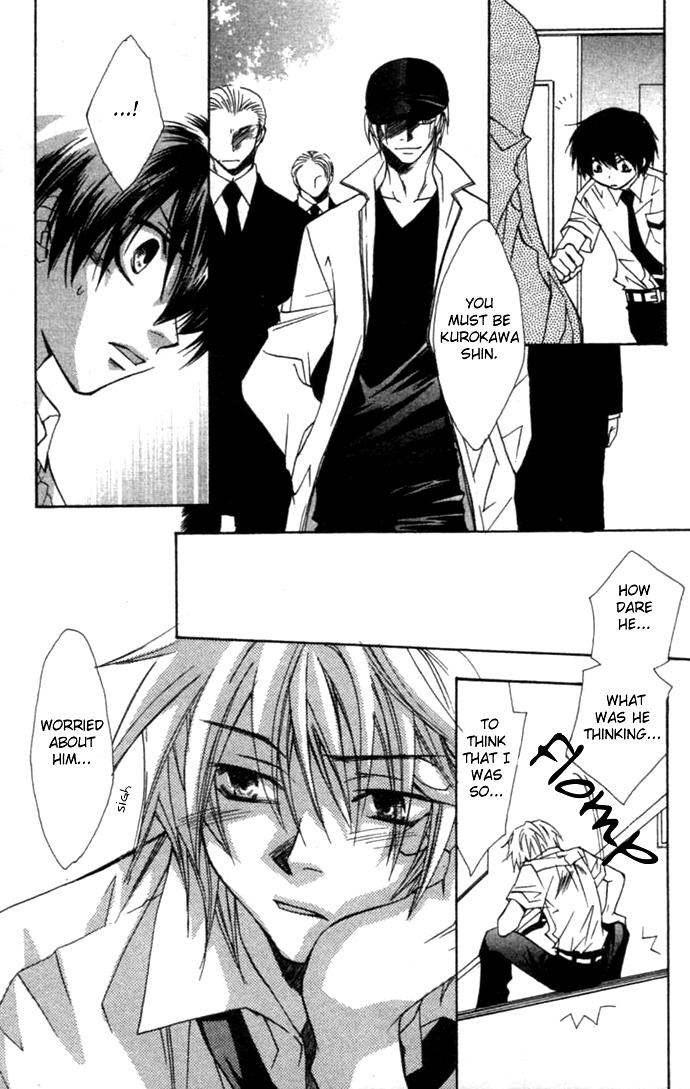 YOU
MUST BE
KUROKAWA
SHIN.
...!
HOW
DARE
HE...
WHAT
WAS HE
THINKING...
flomp
TO
THINK
THAT I
WAS
SO...
WORRIED
ABOUT
HIM...
sigh